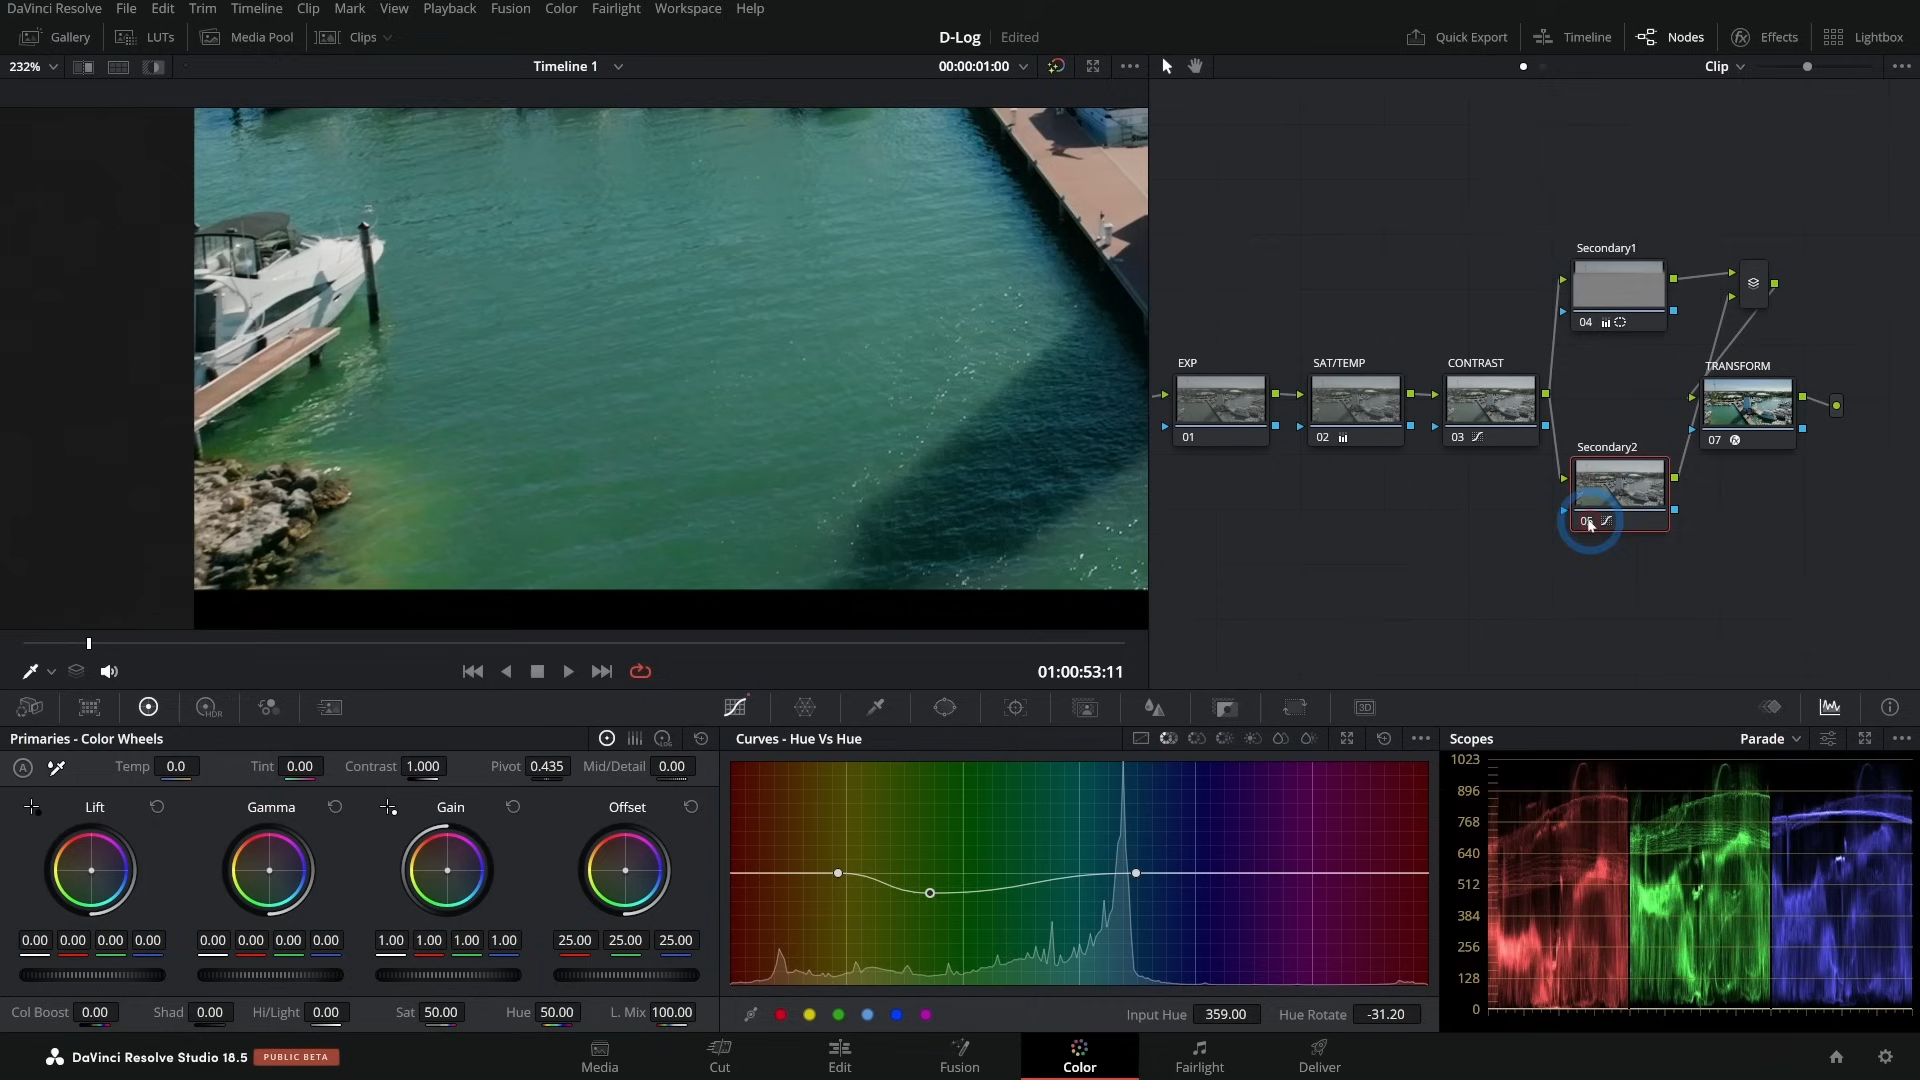 DaVinci Resolve File Edit Trim Timeline Clip Mark View Playback Fusion Color Fairlight Workspace Help
Gallery LUTs Media Pool Clips D-Log Edited Quick Export Timeline Nodes Effects Lightbox
232% Timeline 1 00:00:01:00 Clip
Secondary1
04
EXP SAT/TEMP CONTRAST TRANSFORM
01 02 03 07
Secondary2
05
01:00:53:11
HDR LOG 3D
Primaries - Color Wheels Curves - Hue Vs Hue Scopes Parade
A Temp 0.0 Tint 0.00 Contrast 1.000 Pivot 0.435 Mid/Detail 0.00
Lift Gamma Gain Offset
0.00 0.00 0.00 0.00 0.00 0.00 0.00 0.00 1.00 1.00 1.00 1.00 25.00 25.00 25.00
Col Boost 0.00 Shad 0.00 Hi/Light 0.00 Sat 50.00 Hue 50.00 L. Mix 100.00
Input Hue 359.00 Hue Rotate -31.20
1023
896
768
640
512
384
256
128
0
DaVinci Resolve Studio 18.5 PUBLIC BETA
Media Cut Edit Fusion Color Fairlight Deliver